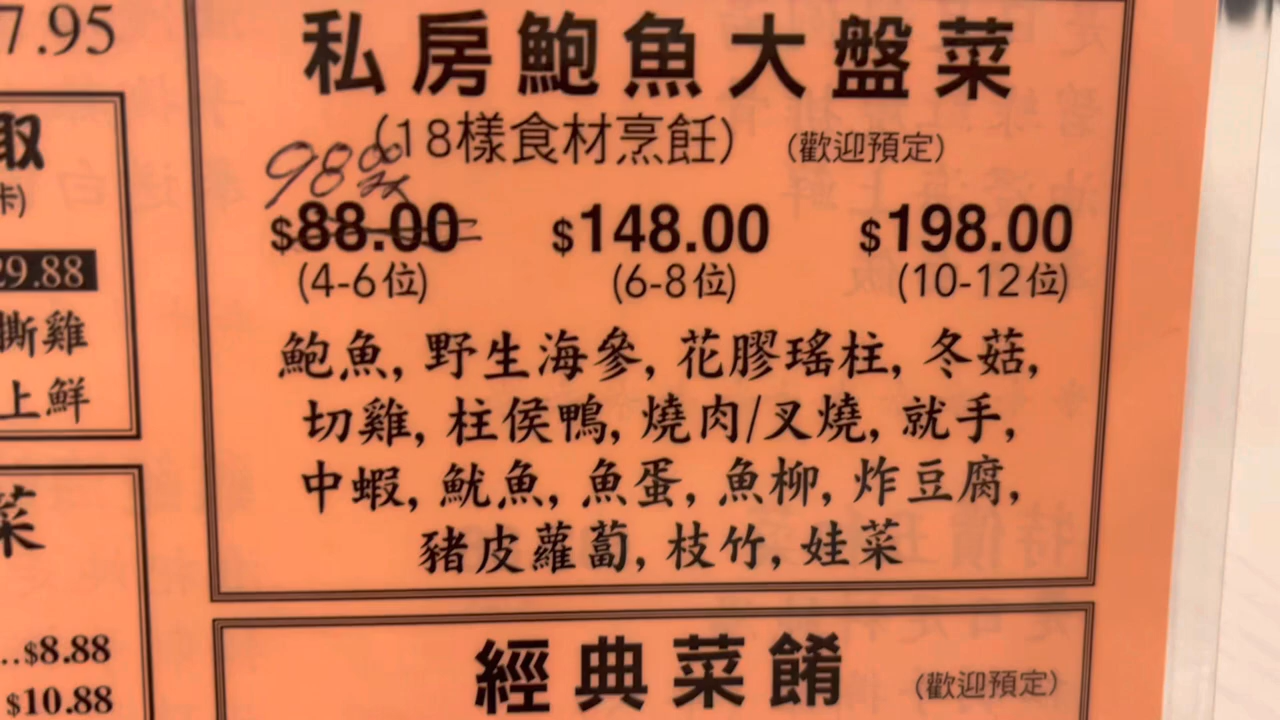 7.95
取
卡)
29.88
撕雞
上鮮
菜
..$8.88
$10.88
私房鮑魚大盤菜
(18樣食材烹飪) (歡迎預定)
98.00
$88.00 $148.00 $198.00
(4-6位) (6-8位) (10-12位)
鮑魚, 野生海參, 花膠瑤柱, 冬菇,
切雞, 柱侯鴨, 燒肉/叉燒, 就手,
中蝦, 魷魚, 魚蛋, 魚柳, 炸豆腐,
豬皮蘿蔔, 枝竹, 娃菜
經典菜餚 (歡迎預定)